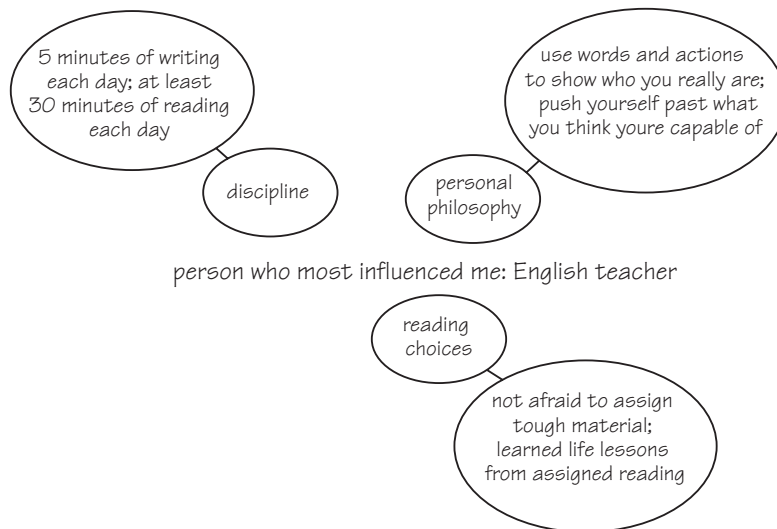 5 minutes of writing
each day; at least
30 minutes of reading
each day
discipline
use words and actions
to show who you really are;
push yourself past what
you think youre capable of
personal
philosophy
person who most influenced me: English teacher
reading
choices
not afraid to assign
tough material;
learned life lessons
from assigned reading